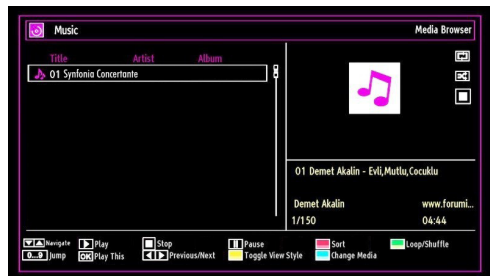 Music Media Browser
Title Artist Album
01 Synfonia Concertante
01 Demet Akalin - Evli,Mutlu,Cocuklu
Demet Akalin www.forumi...
1/150 04:44
Navigate Play Stop Pause Sort Loop/Shuffle
0...9 Jump OK Play This Previous/Next Toggle View Style Change Media